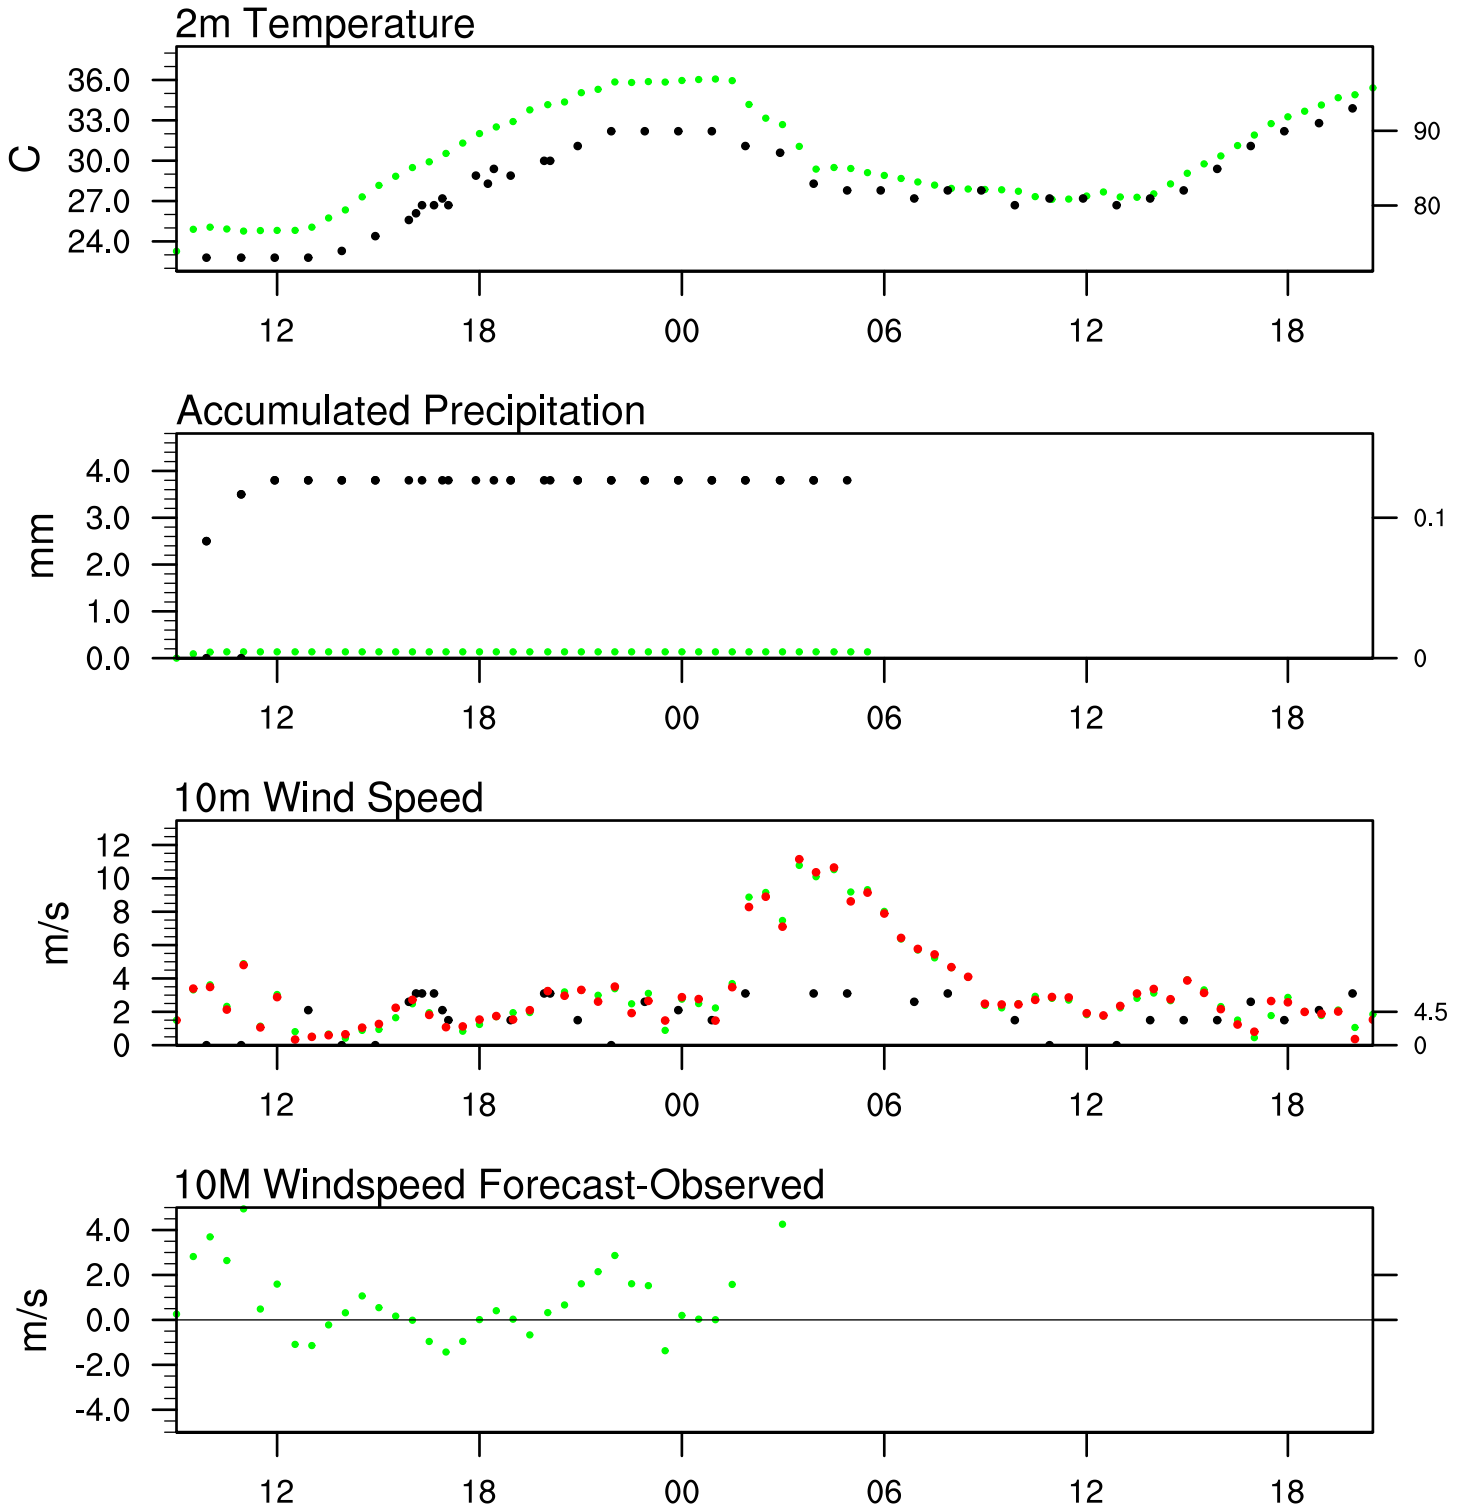 2m Temperature
36.0
33.0
30.0
27.0
24.0
C
90
80
12 18 00 06 12 18
Accumulated Precipitation
4.0
3.0
2.0
1.0
0.0
mm
0.1
0
12 18 00 06 12 18
10m Wind Speed
12
10
8
6
4
2
0
m/s
4.5
0
12 18 00 06 12 18
10M Windspeed Forecast-Observed
4.0
2.0
0.0
-2.0
-4.0
m/s
12 18 00 06 12 18